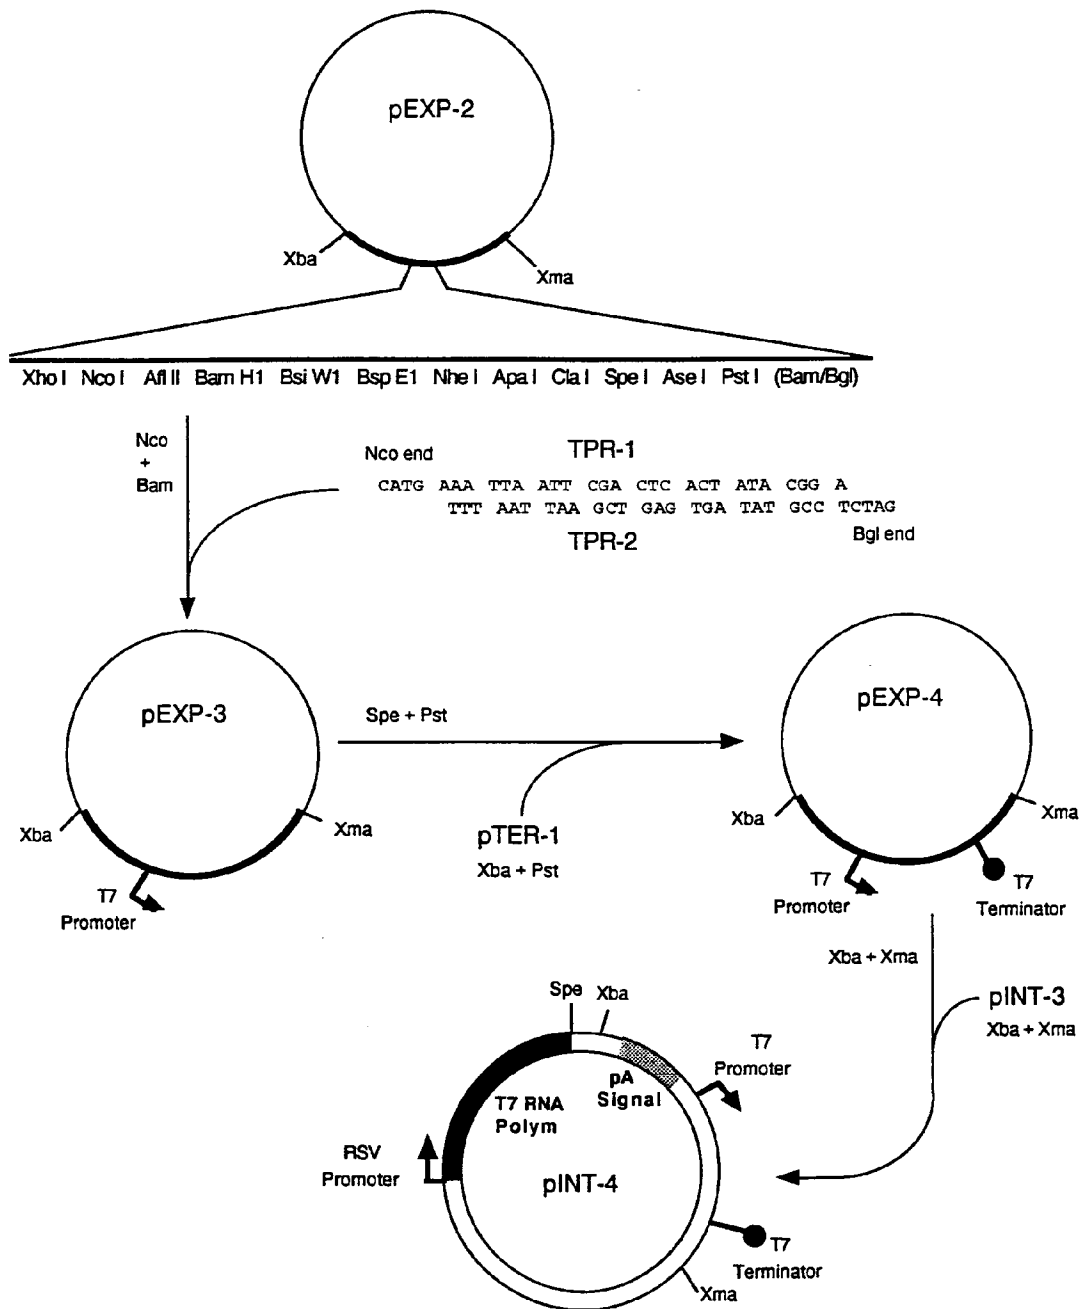 pEXP-2
Xba
Xma
Xho I Nco I Afl II Bam H1 Bsi W1 Bsp E1 Nhe I Apa I Cla I Spe I Ase I Pst I (Bam/Bgl)
Nco
+
Bam
Nco end
TPR-1
CATG AAA TTA ATT CGA CTC ACT ATA CGG A
TTT AAT TAA GCT GAG TGA TAT GCC TCTAG
TPR-2
Bgl end
pEXP-3
Xba
Xma
T7
Promoter
Spe + Pst
pTER-1
Xba + Pst
pEXP-4
Xba
Xma
T7
Promoter
T7
Terminator
Xba + Xma
pINT-3
Xba + Xma
Spe
Xba
T7
Promoter
pA
Signal
T7 RNA
Polym
RSV
Promoter
pINT-4
T7
Terminator
Xma